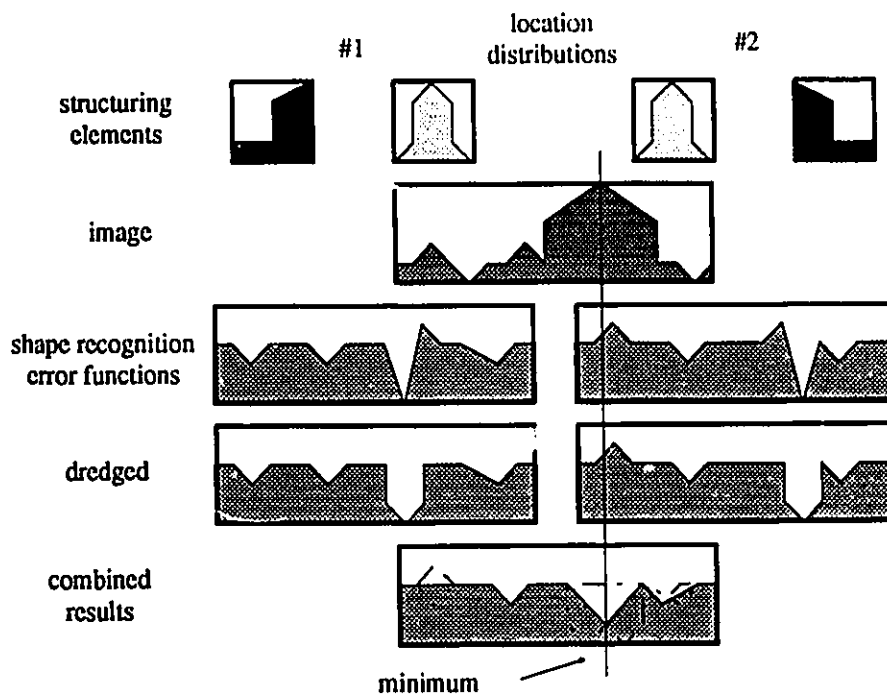 location
distributions
#1
#2
structuring
elements
image
shape recognition
error functions
dredged
combined
results
minimum